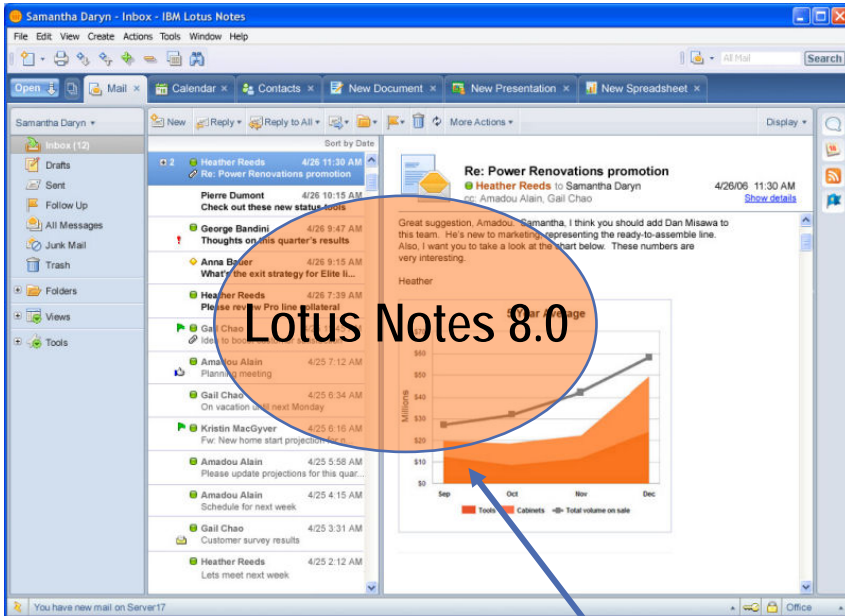 Samantha Daryn - Inbox - IBM Lotus Notes
File Edit View Create Actions Tools Window Help
All Mail Search
Open Mail × Calendar × Contacts × New Document × New Presentation × New Spreadsheet ×
Samantha Daryn
New Reply Reply to All More Actions Display
Inbox (12)
Drafts
Sent
Follow Up
All Messages
Junk Mail
Trash
Folders
Views
Tools
Sort by Date
2 Heather Reeds 4/26 11:30 AM
Re: Power Renovations promotion
Pierre Dumont 4/26 10:15 AM
Check out these new status tools
George Bandini 4/26 9:47 AM
Thoughts on this quarter's results
Anna Bauer 4/26 9:15 AM
What's the exit strategy for Elite li...
Heather Reeds 4/26 7:39 AM
Please review Pro line collateral
Gail Chao
Idea to boost
Amadou Alain 4/25 7:12 AM
Planning meeting
Gail Chao 4/25 6:34 AM
On vacation until next Monday
Kristin MacGyver 4/25 6:16 AM
Fw: New home start projection for n...
Amadou Alain 4/25 5:58 AM
Please update projections for this quar...
Amadou Alain 4/25 4:15 AM
Schedule for next week
Gail Chao 4/25 3:31 AM
Customer survey results
Heather Reeds 4/25 2:12 AM
Lets meet next week
Re: Power Renovations promotion
Heather Reeds to Samantha Daryn 4/26/06 11:30 AM
cc: Amadou Alain, Gail Chao Show details
Great suggestion, Amadou. Samantha, I think you should add Dan Misawa to
this team. He's new to marketing, representing the ready-to-assemble line.
Also, I want you to take a look at the chart below. These numbers are
very interesting.
Heather
5 Year Average
Millions
$70
$60
$50
$40
$30
$20
$10
$0
Sep Oct Nov Dec
Tools Cabinets Total volume on sale
Lotus Notes 8.0
You have new mail on Server17 Office